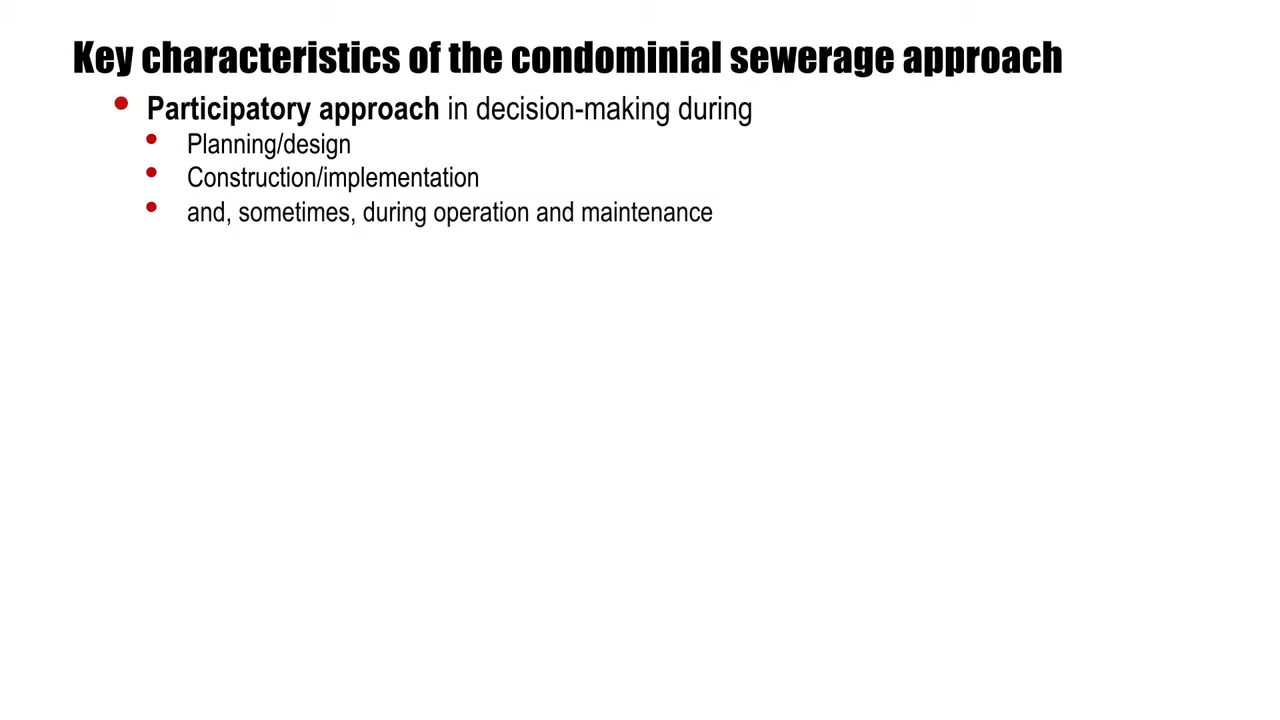 Key characteristics of the condominial sewerage approach
• Participatory approach in decision-making during
• Planning/design
• Construction/implementation
• and, sometimes, during operation and maintenance